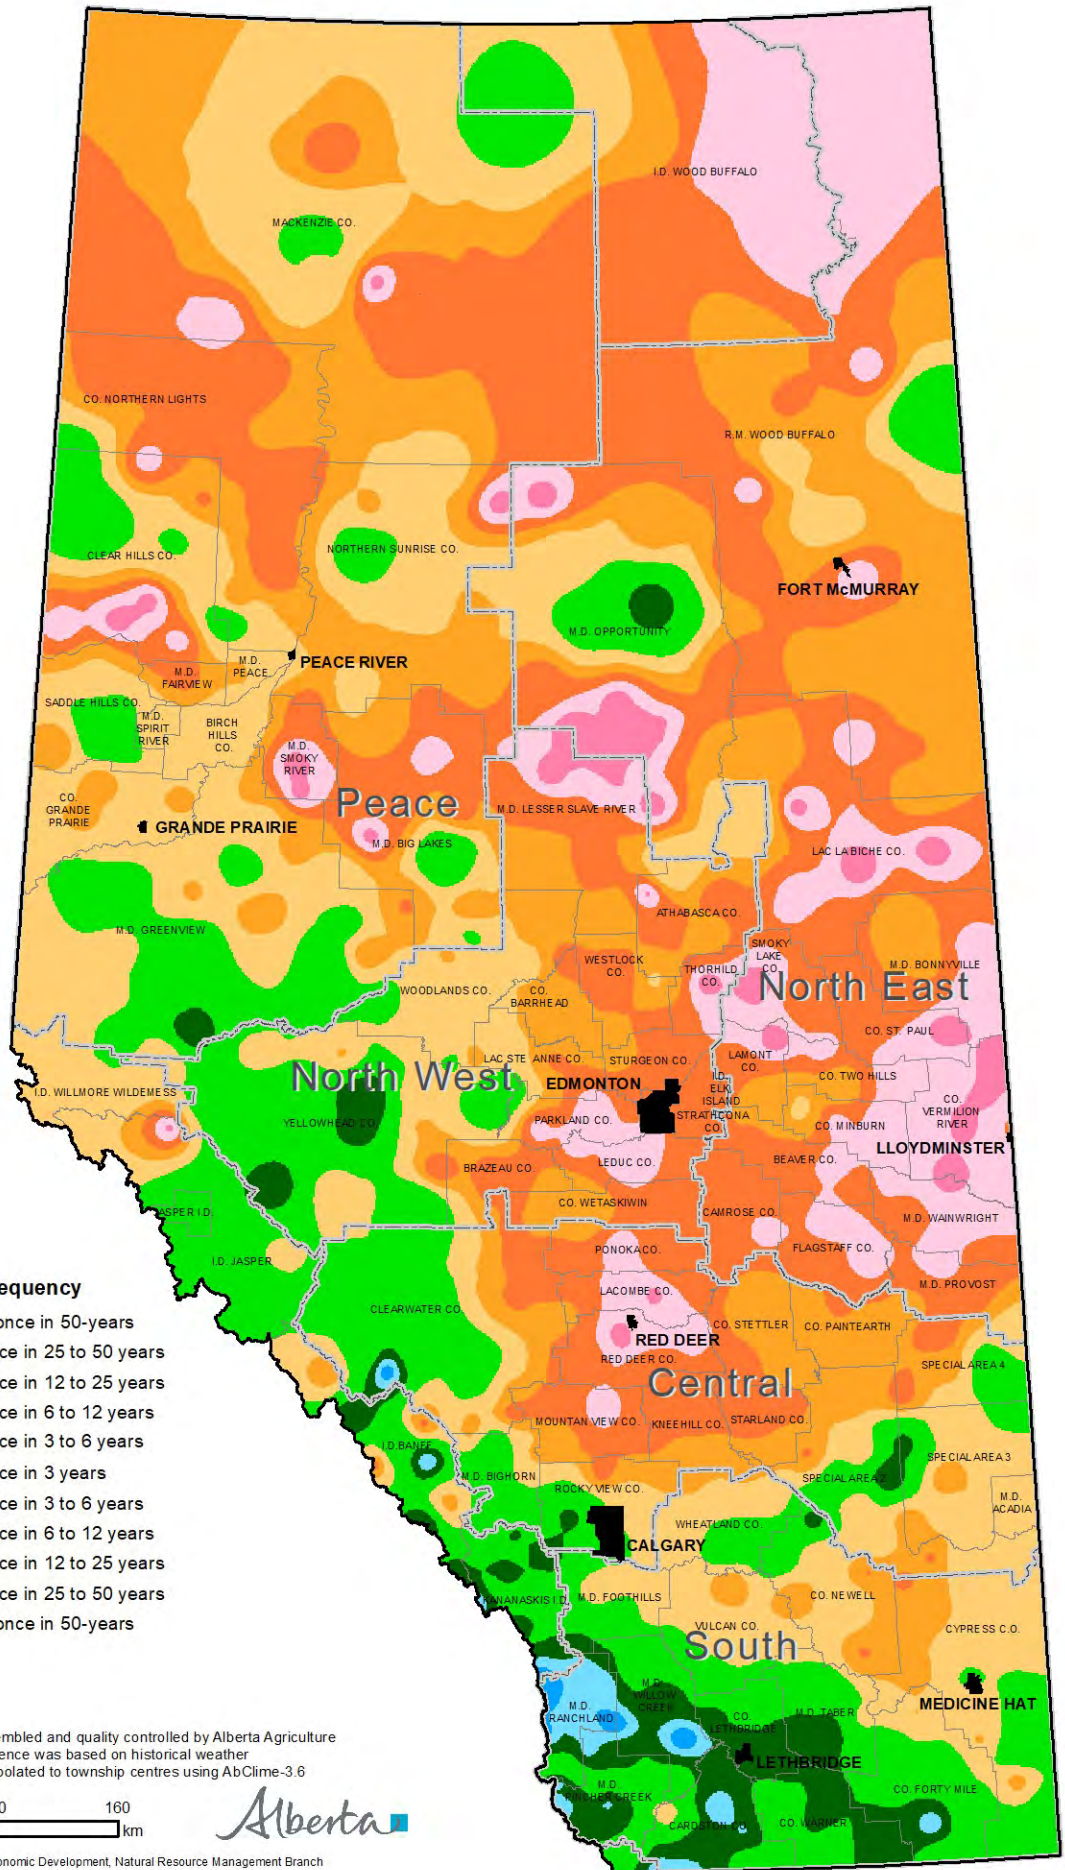 I.D. WOOD BUFFALO
MACKENZIE CO.
CO. NORTHERN LIGHTS
R.M. WOOD BUFFALO
CLEAR HILLS CO.
NORTHERN SUNRISE CO.
FORT McMURRAY
M.D. OPPORTUNITY
PEACE RIVER
M.D.
PEACE
M.D.
FAIRVIEW
SADDLE HILLS CO.
M.D.
SPIRIT
RIVER
BIRCH
HILLS
CO.
M.D.
SMOKY
RIVER
CO.
GRANDE
PRAIRIE
Peace
M.D. LESSER SLAVE RIVER
GRANDE PRAIRIE
M.D. BIG LAKES
LAC LA BICHE CO.
ATHABASCA CO.
M.D. GREENVIEW
WESTLOCK
CO.
THORHILD
CO.
SMOKY
LAKE
CO.
M.D. BONNYVILLE
North East
WOODLANDS CO.
CO.
BARRHEAD
CO. ST. PAUL
North West
LAC STE ANNE CO.
STURGEON CO.
LAMONT
CO.
CO. TWO HILLS
EDMONTON
I.D.
ELK
ISLAND
I.D. WILLMORE WILDERNESS
YELLOWHEAD CO.
PARKLAND CO.
STRATHCONA
CO.
CO. MINBURN
CO.
VERMILION
RIVER
LLOYDMINSTER
BRAZEAU CO.
LEDUC CO.
BEAVER CO.
CO. WETASKIWIN
CAMROSE CO.
M.D. WAINWRIGHT
JASPER I.D.
I.D. JASPER
PONOKA CO.
FLAGSTAFF CO.
M.D. PROVOST
equency
LACOMBE CO.
CLEARWATER CO.
once in 50-years
RED DEER
CO. STETTLER
CO. PAINTEARTH
ce in 25 to 50 years
RED DEER CO.
SPECIAL AREA 4
ce in 12 to 25 years
Central
ce in 6 to 12 years
MOUNTAN VIEW CO.
KNEEHILL CO.
STARLAND CO.
ce in 3 to 6 years
I.D.BANFF
SPECIAL AREA 3
ce in 3 years
M.D. BIGHORN
ROCKY VIEW CO.
SPECIAL AREA 2
ce in 3 to 6 years
M.D.
ACADIA
ce in 6 to 12 years
WHEATLAND CO.
CALGARY
ce in 12 to 25 years
KANANASKIS I.D.
M.D. FOOTHILLS
CO. NEWELL
ce in 25 to 50 years
once in 50-years
VULCAN CO.
CYPRESS C.O.
South
M.D.
WILLOW
CREEK
M.D.
RANCHLAND
MEDICINE HAT
CO.
LETHBRIDGE
M.D. TABER
embled and quality controlled by Alberta Agriculture
ence was based on historical weather
polated to township centres using AbClime-3.6
LETHBRIDGE
M.D.
PINCHER CREEK
CO. FORTY MILE
CARDSTON CO.
CO. WARNER
0 160
km
Alberta
onomic Development, Natural Resource Management Branch